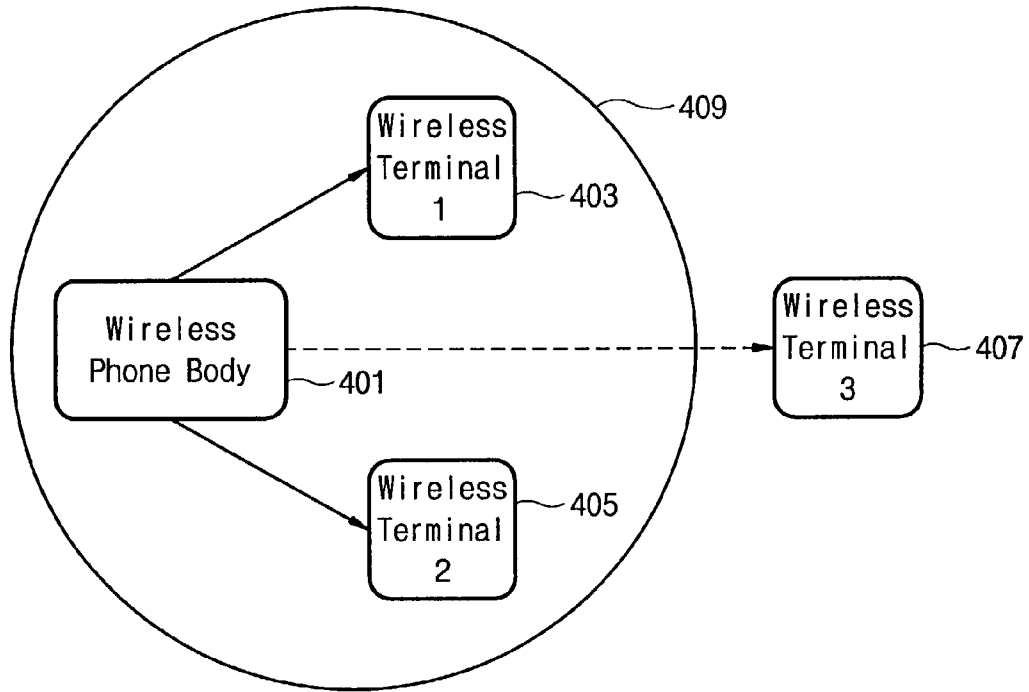 Wireless
Terminal
1
403
409
Wireless
Phone Body
401
Wireless
Terminal
2
405
Wireless
Terminal
3
407